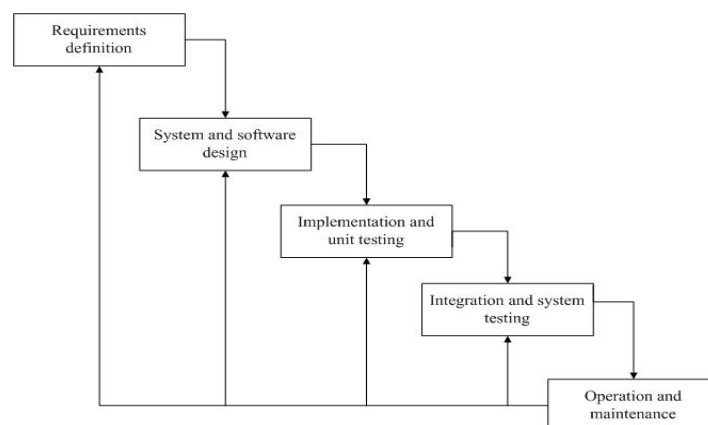 Requirements
definition
System and software
design
Implementation and
unit testing
Integration and system
testing
Operation and
maintenance